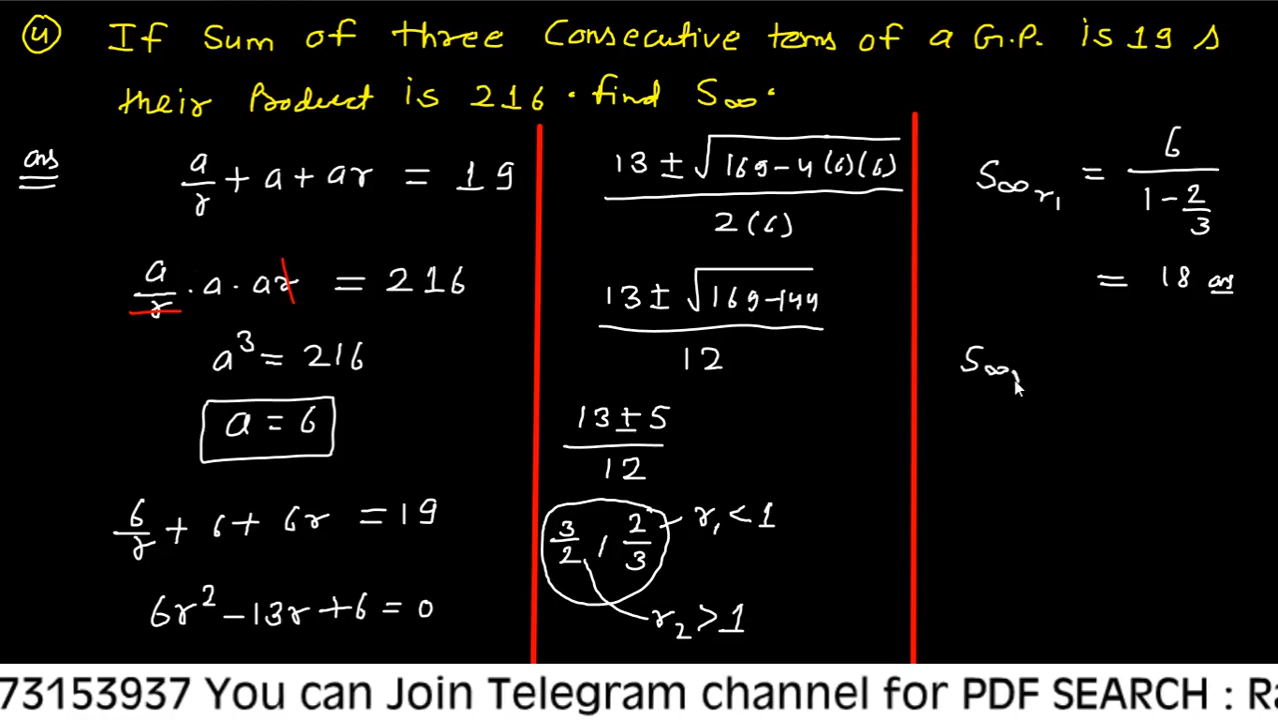 ④ If Sum of three Consecutive terms of a G.P. is 19 &
their Product is 216. find S∞.
ans
a/r + a + ar = 19
a/r . a . ar = 216
a³ = 216
a = 6
6/r + 6 + 6r = 19
6r² - 13r + 6 = 0
13 ± √169-4(6)(6) / 2(6)
13 ± √169-144 / 12
13 ± 5 / 12
3/2 , 2/3
r₁ < 1
r₂ > 1
S∞r₁ = 6 / 1 - 2/3
= 18 ans
S∞
73153937 You can Join Telegram channel for PDF SEARCH : Ra